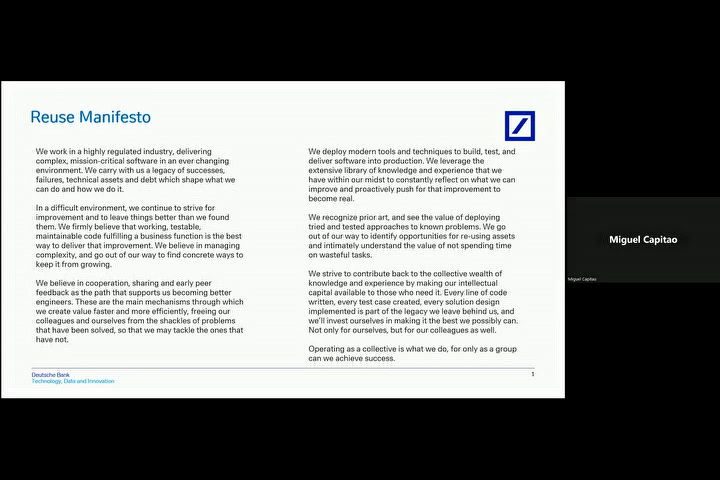 Reuse Manifesto
We work in a highly regulated industry, delivering
complex, mission-critical software in an ever changing
environment. We carry with us a legacy of successes,
failures, technical assets and debt which shape what we
can do and how we do it.
In a difficult environment, we continue to strive for
improvement and to leave things better than we found
them. We firmly believe that working, testable,
maintainable code fulfilling a business function is the best
way to deliver that improvement. We believe in managing
complexity, and go out of our way to find concrete ways to
keep it from growing.
We believe in cooperation, sharing and early peer
feedback as the path that supports us becoming better
engineers. These are the main mechanisms through which
we create value faster and more efficiently, freeing our
colleagues and ourselves from the shackles of problems
that have been solved, so that we may tackle the ones that
have not.
We deploy modern tools and techniques to build, test, and
deliver software into production. We leverage the
extensive library of knowledge and experience that we
have within our midst to constantly reflect on what we can
improve and proactively push for that improvement to
become real.
We recognize prior art, and see the value of deploying
tried and tested approaches to known problems. We go
out of our way to identify opportunities for re-using assets
and intimately understand the value of not spending time
on wasteful tasks.
We strive to contribute back to the collective wealth of
knowledge and experience by making our intellectual
capital available to those who need it. Every line of code
written, every test case created, every solution design
implemented is part of the legacy we leave behind us, and
we'll invest ourselves in making it the best we possibly can.
Not only for ourselves, but for our colleagues as well.
Operating as a collective is what we do, for only as a group
can we achieve success.
Deutsche Bank
Technology, Data and Innovation
1
Miguel Capitao
Miguel Capitao